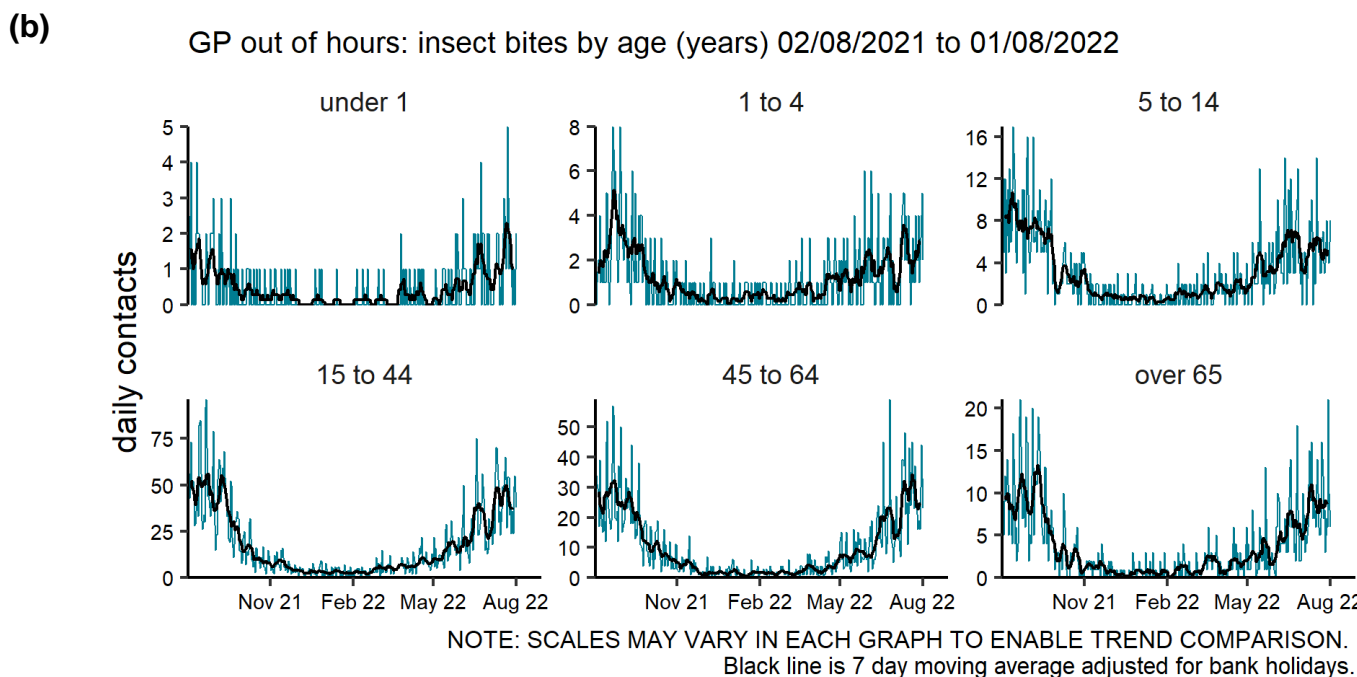 (b)
GP out of hours: insect bites by age (years) 02/08/2021 to 01/08/2022
daily contacts
under 1
5
4
3
2
1
0
1 to 4
8
6
4
2
0
5 to 14
16
12
8
4
0
15 to 44
75
50
25
0
Nov 21 Feb 22 May 22 Aug 22
45 to 64
50
40
30
20
10
0
Nov 21 Feb 22 May 22 Aug 22
over 65
20
15
10
5
0
Nov 21 Feb 22 May 22 Aug 22
NOTE: SCALES MAY VARY IN EACH GRAPH TO ENABLE TREND COMPARISON.
Black line is 7 day moving average adjusted for bank holidays.